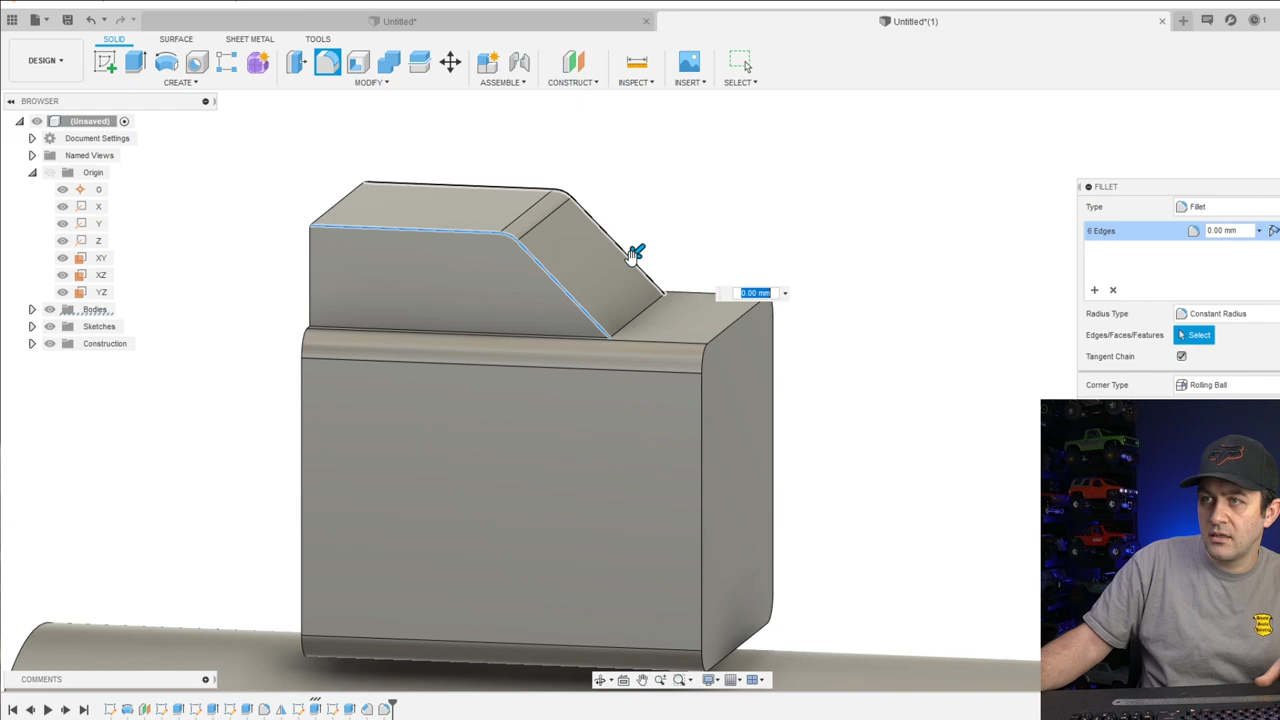 Untitled*
Untitled*(1)
1
SOLID
SURFACE
SHEET METAL
TOOLS
DESIGN
CREATE
MODIFY
ASSEMBLE
CONSTRUCT
INSPECT
INSERT
SELECT
BROWSER
(Unsaved)
Document Settings
Named Views
Origin
O
X
Y
Z
XY
XZ
YZ
Bodies
Sketches
Construction
FILLET
Type
Fillet
6 Edges
0.00 mm
0.00 mm
Radius Type
Constant Radius
Edges/Faces/Features
Select
Tangent Chain
Corner Type
Rolling Ball
COMMENTS